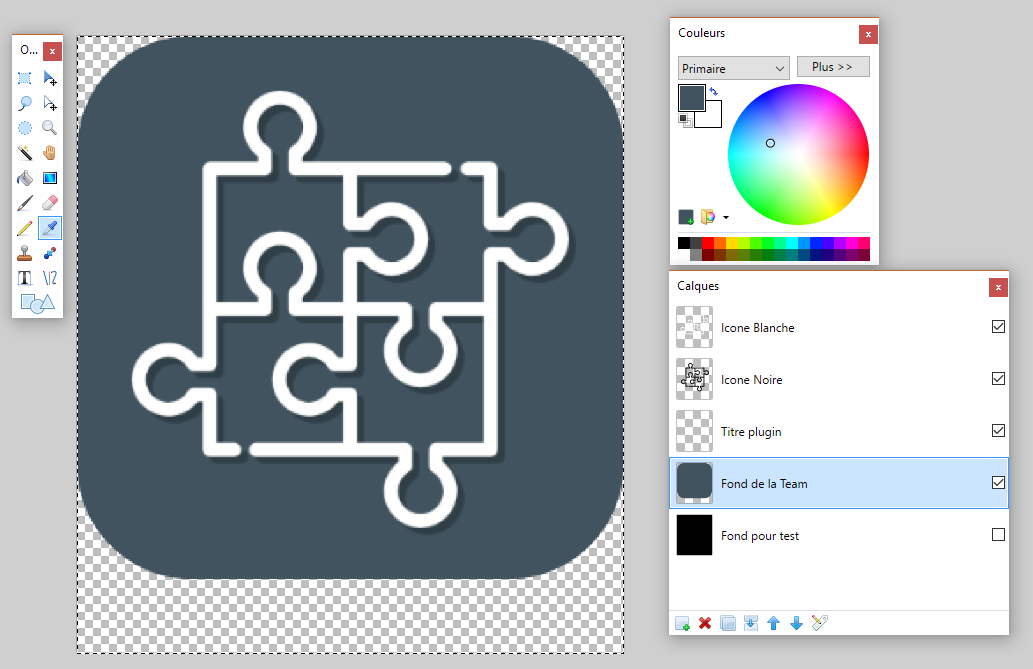 O...
Couleurs
Primaire
Plus >>
Calques
Icone Blanche
Icone Noire
Titre plugin
Fond de la Team
Fond pour test